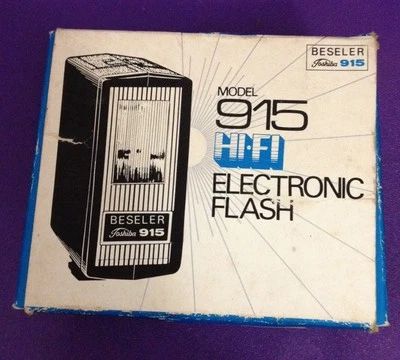 BESELER
Toshiba 915
MODEL
915
HI-FI
ELECTRONIC
FLASH
BESELER
Toshiba 915